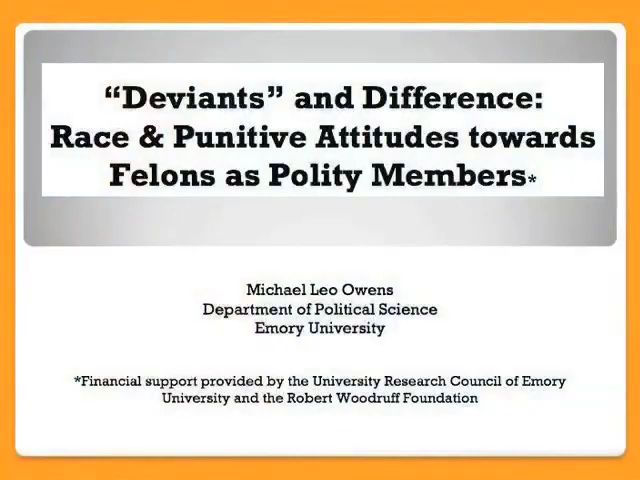 “Deviants” and Difference:
Race & Punitive Attitudes towards
Felons as Polity Members*
Michael Leo Owens
Department of Political Science
Emory University
*Financial support provided by the University Research Council of Emory
University and the Robert Woodruff Foundation